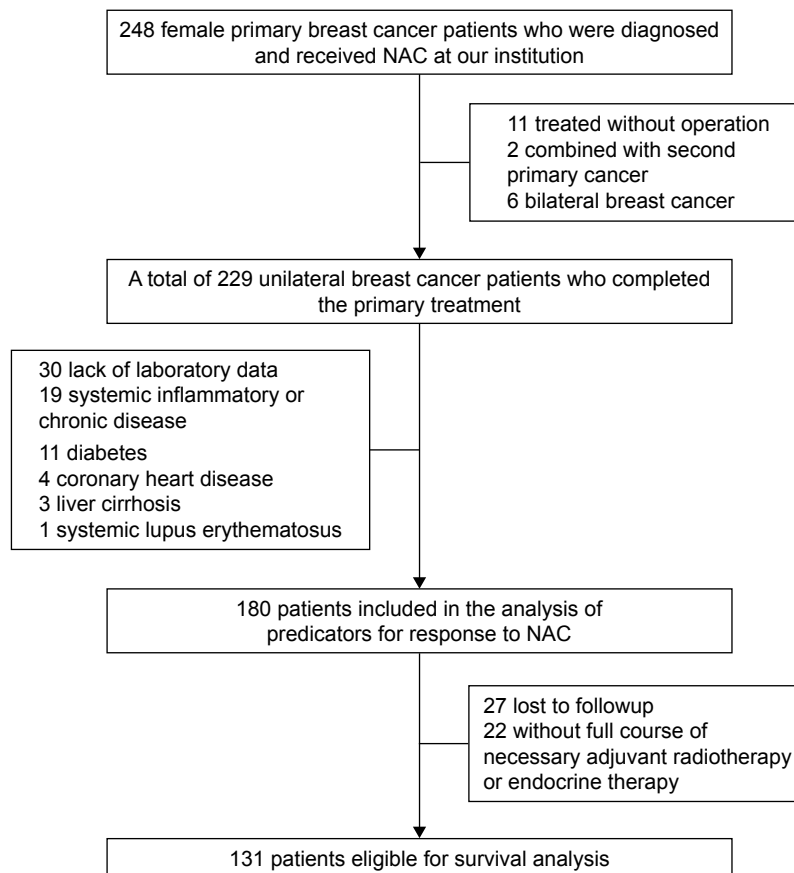 248 female primary breast cancer patients who were diagnosed
and received NAC at our institution
11 treated without operation
2 combined with second
primary cancer
6 bilateral breast cancer
A total of 229 unilateral breast cancer patients who completed
the primary treatment
30 lack of laboratory data
19 systemic inflammatory or
chronic disease
11 diabetes
4 coronary heart disease
3 liver cirrhosis
1 systemic lupus erythematosus
180 patients included in the analysis of
predicators for response to NAC
27 lost to followup
22 without full course of
necessary adjuvant radiotherapy
or endocrine therapy
131 patients eligible for survival analysis